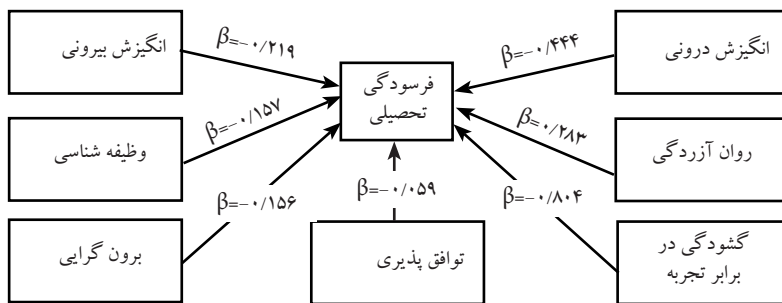 انگیزش درونی
β=-۰/۴۴۴
فرسودگی
تحصیلی
β=-۰/۲۱۹
انگیزش بیرونی
روان آزردگی
β=۰/۲۸۳
β=-۰/۱۵۷
وظیفه شناسی
گشودگی در
برابر تجربه
β=-۰/۸۰۴
توافق پذیری
β=-۰/۰۵۹
β=-۰/۱۵۶
برون گرایی